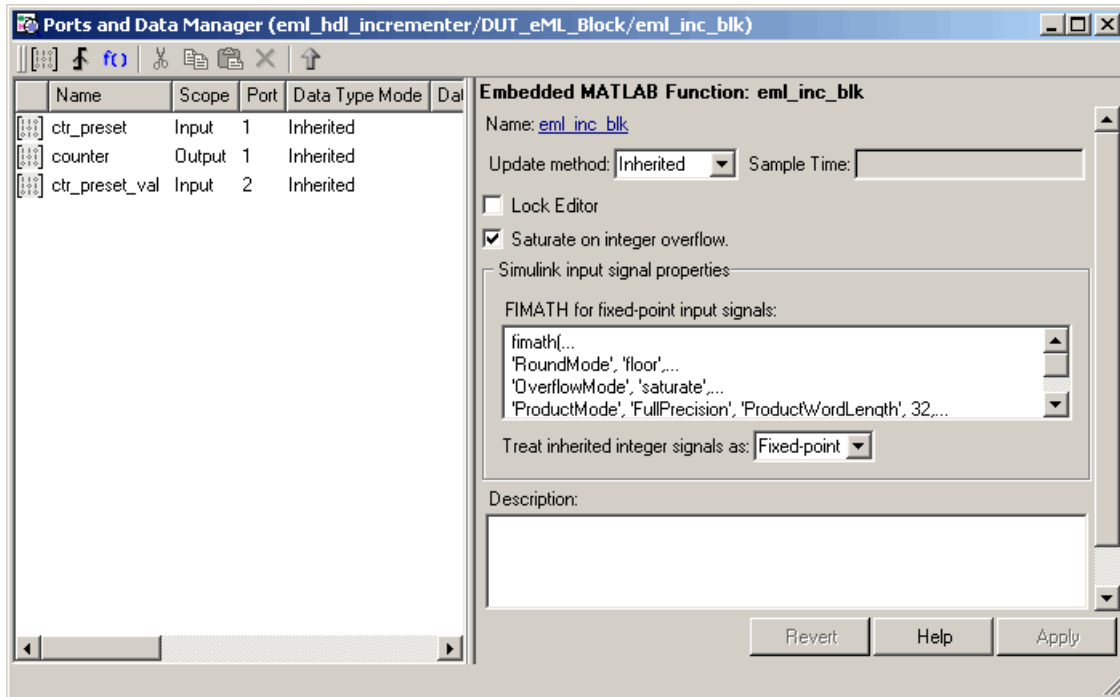 Ports and Data Manager (eml_hdl_incrementer/DUT_eML_Block/eml_inc_blk)
f()
Name Scope Port Data Type Mode Dat
ctr_preset Input 1 Inherited
counter Output 1 Inherited
ctr_preset_val Input 2 Inherited
Embedded MATLAB Function: eml_inc_blk
Name: eml_inc_blk
Update method: Inherited Sample Time:
Lock Editor
Saturate on integer overflow.
Simulink input signal properties
FIMATH for fixed-point input signals:
fimath(...
'RoundMode', 'floor',...
'OverflowMode', 'saturate',...
'ProductMode', 'FullPrecision', 'ProductWordLength', 32,...
Treat inherited integer signals as: Fixed-point
Description:
Revert Help Apply